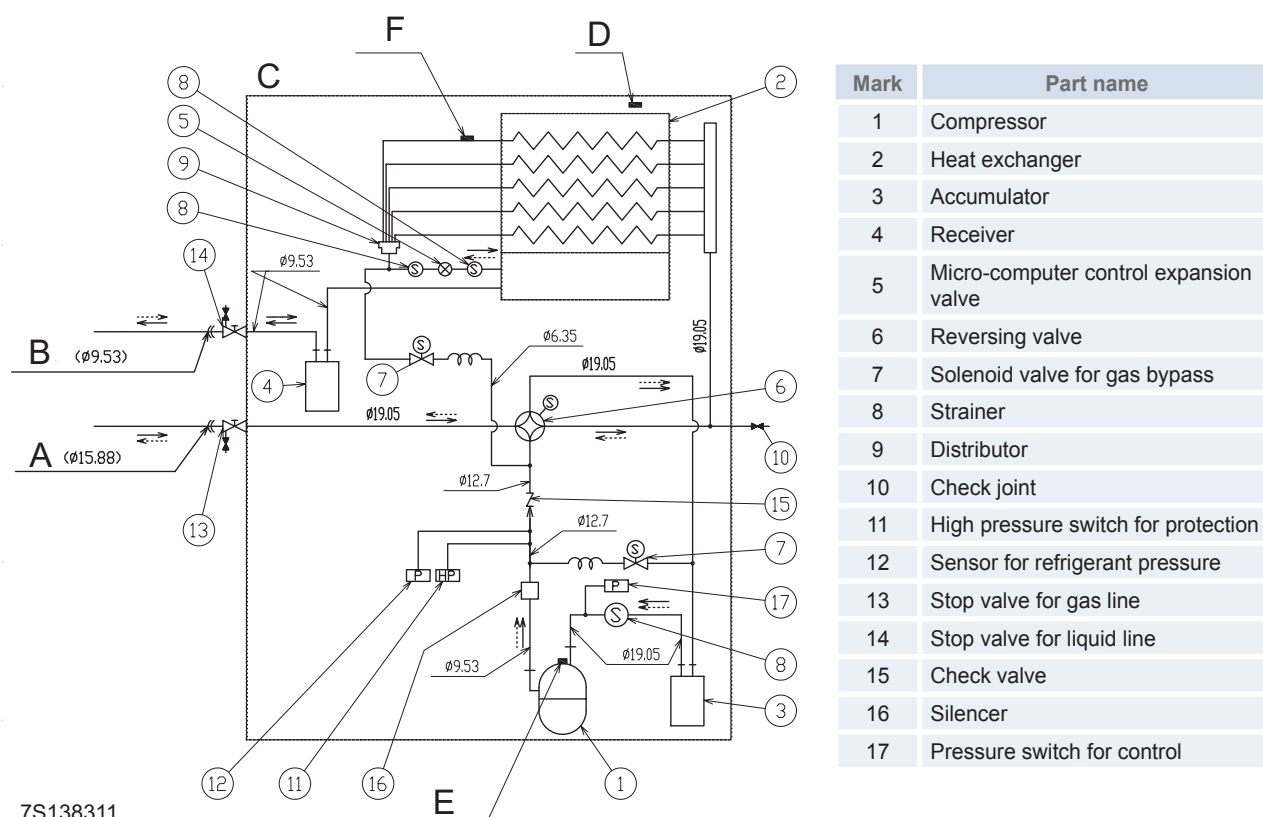 F
D
C
8
5
9
8
14
2
ø9.53
B (ø9.53)
4
7
ø6.35
ø19.05
ø19.05
6
ø19.05
A (ø15.88)
10
13
ø12.7
15
ø12.7
7
P
HP
P
17
S
S
S
S
S
S
ø9.53
ø19.05
8
3
12
11
16
E
1
7S138311
Mark Part name
1 Compressor
2 Heat exchanger
3 Accumulator
4 Receiver
5 Micro-computer control expansion
valve
6 Reversing valve
7 Solenoid valve for gas bypass
8 Strainer
9 Distributor
10 Check joint
11 High pressure switch for protection
12 Sensor for refrigerant pressure
13 Stop valve for gas line
14 Stop valve for liquid line
15 Check valve
16 Silencer
17 Pressure switch for control